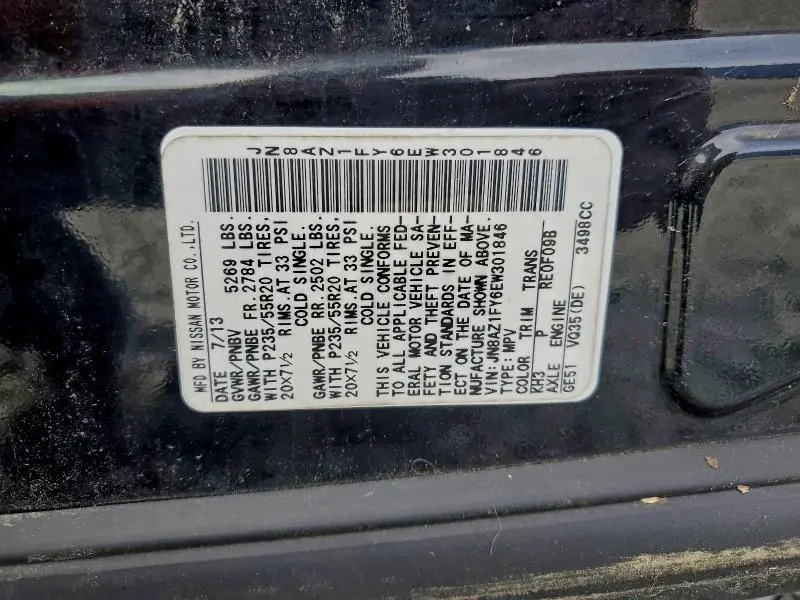 JN8AZ1FY6EW301846
MFD BY NISSAN MOTOR CO.,LTD.
DATE 7/13
GVWR/PNBV 5269 LBS.
GAWR/PNBE FR. 2784 LBS.
WITH P235/55R20 TIRES,
20X7½ RIMS.AT 33 PSI
COLD SINGLE.
GAWR/PNBE RR. 2502 LBS.
WITH P235/55R20 TIRES,
20X7½ RIMS.AT 33 PSI
COLD SINGLE.
THIS VEHICLE CONFORMS
TO ALL APPLICABLE FED-
ERAL MOTOR VEHICLE SA-
FETY AND THEFT PREVEN-
TION STANDARDS IN EFF-
ECT ON THE DATE OF MA-
NUFACTURE SHOWN ABOVE.
VIN: JN8AZ1FY6EW301846
TYPE: MPV
COLOR TRIM TRANS
KH3 P RE0F09B
AXLE ENGINE
GE51 VQ35(DE) 3498CC